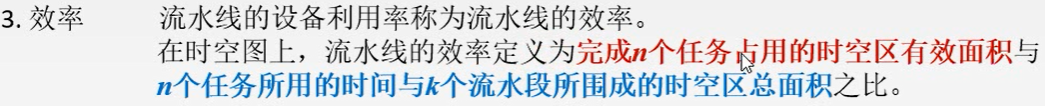 3. 效率 流水线的设备利用率称为流水线的效率。
在时空图上，流水线的效率定义为完成n个任务占用的时空区有效面积与
n个任务所用的时间与k个流水段所围成的时空区总面积之比。